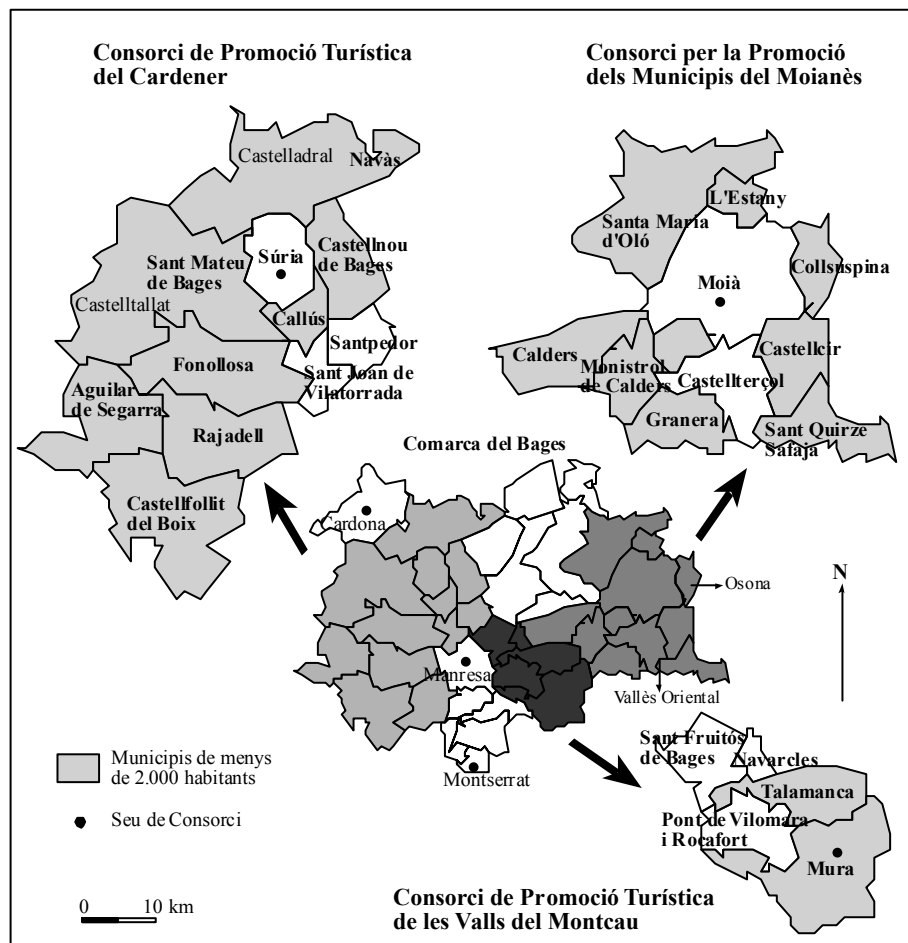 Consorci de Promoció Turística
del Cardener
Consorci per la Promoció
dels Municipis del Moianès
Castelladral
Navàs
Súria
Castellnou
de Bages
Sant Mateu
de Bages
Castelltallat
Callús
Santpedor
Fonollosa
Sant Joan de
Vilatorrada
Aguilar
de Segarra
Rajadell
Castellfollit
del Boix
L'Estany
Santa Maria
d'Oló
Collsuspina
Moià
Calders
Monistrol
de Calders
Castellcir
Castellterçol
Granera
Sant Quirze
Safaja
Comarca del Bages
Cardona
Osona
N
Manresa
Vallès Oriental
Montserrat
Municipis de menys
de 2.000 habitants
Seu de Consorci
0 10 km
Sant Fruitós
de Bages
Navarcles
Talamanca
Pont de Vilomara
i Rocafort
Mura
Consorci de Promoció Turística
de les Valls del Montcau